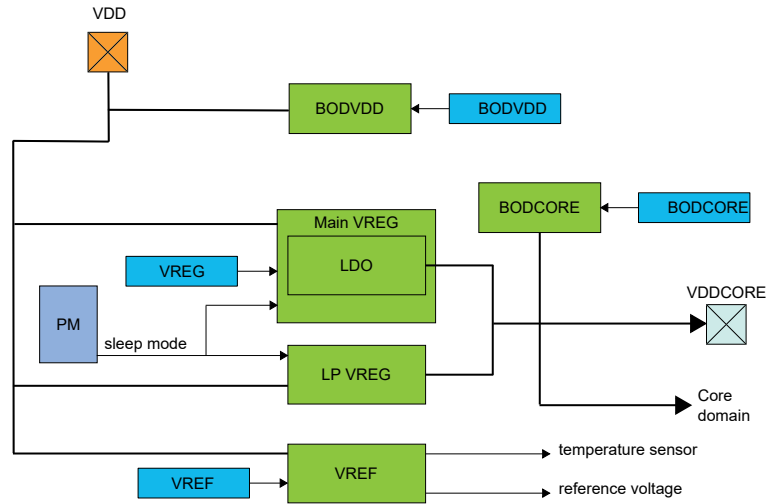 VDD
BODVDD
BODVDD
BODCORE
BODCORE
Main VREG
LDO
VREG
VDDCORE
PM
sleep mode
LP VREG
Core
domain
VREF
VREF
temperature sensor
reference voltage